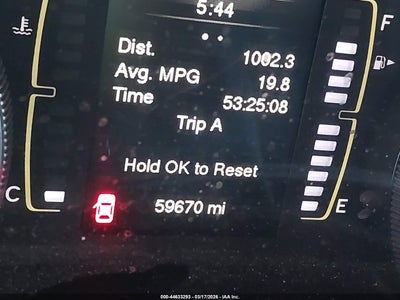 5:44
F
Dist. 1002.3
Avg. MPG 19.8
Time 53:25:08
Trip A
Hold OK to Reset
C 59670 mi E
000-44633293 - 03/17/2026 - IAA Inc.